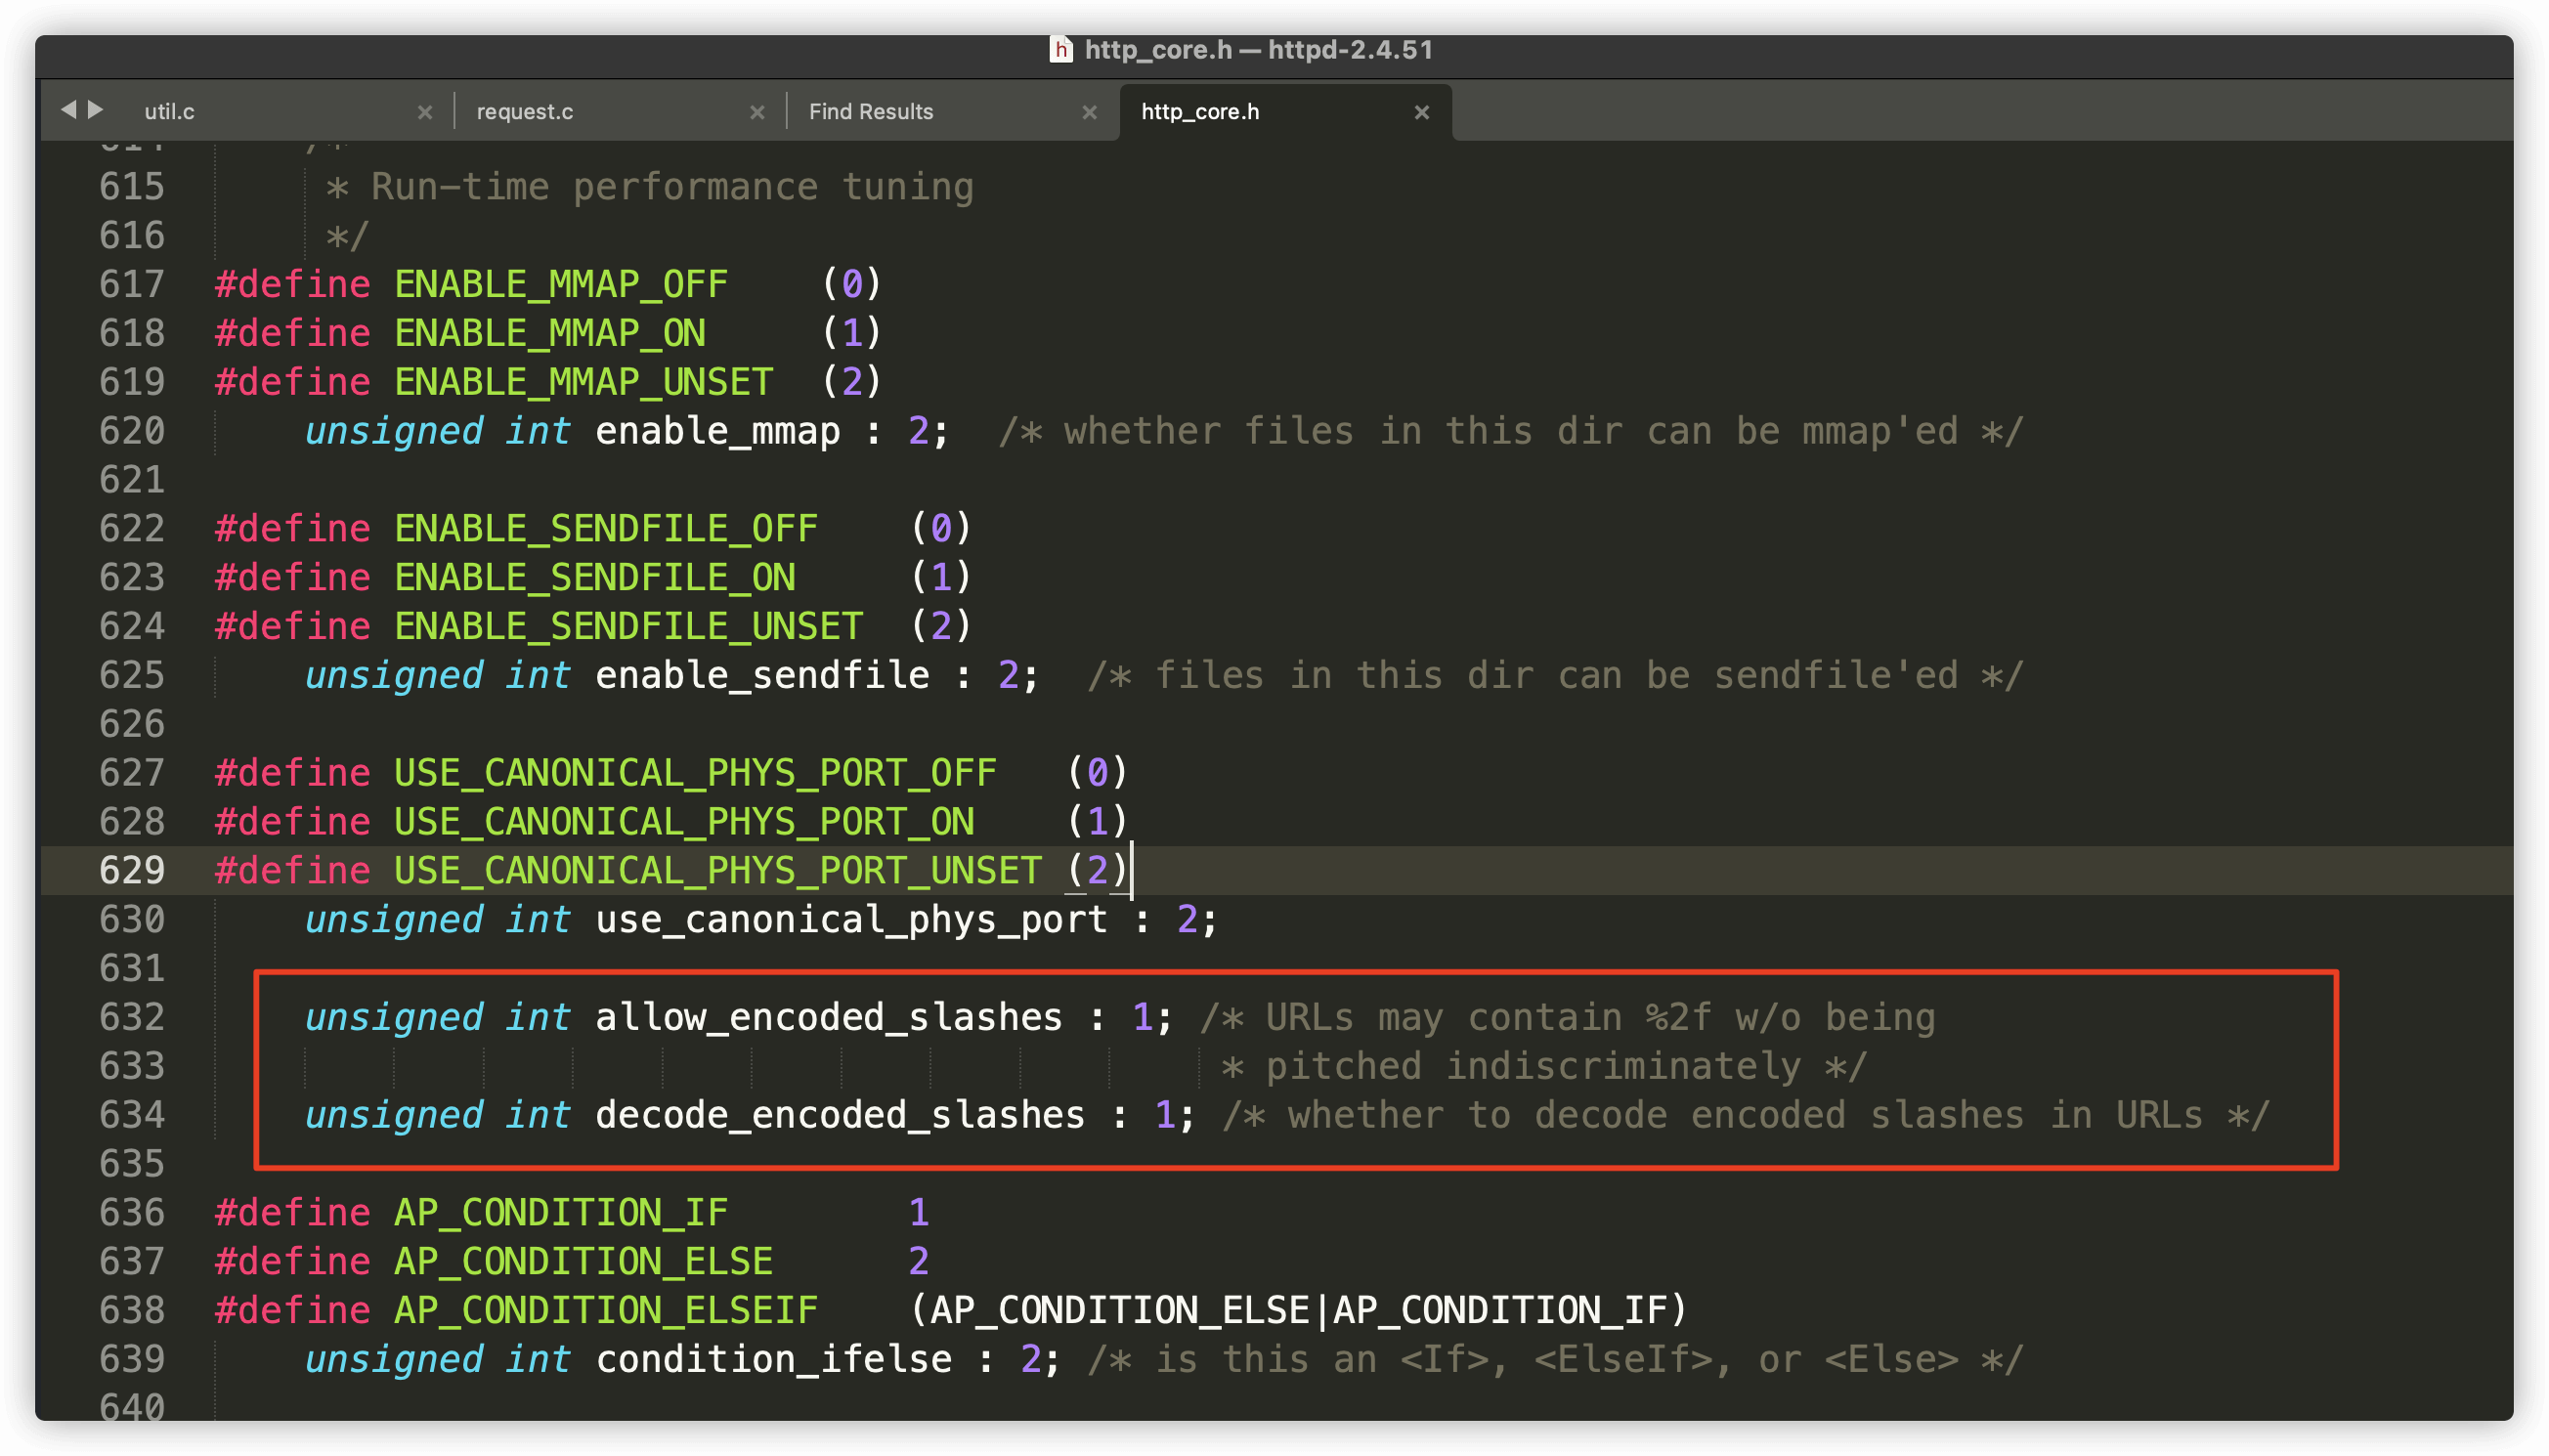 http_core.h — httpd-2.4.51
util.c × request.c × Find Results × http_core.h ×
614 /*
615 * Run-time performance tuning
616 */
617 #define ENABLE_MMAP_OFF (0)
618 #define ENABLE_MMAP_ON (1)
619 #define ENABLE_MMAP_UNSET (2)
620 unsigned int enable_mmap : 2; /* whether files in this dir can be mmap'ed */
621
622 #define ENABLE_SENDFILE_OFF (0)
623 #define ENABLE_SENDFILE_ON (1)
624 #define ENABLE_SENDFILE_UNSET (2)
625 unsigned int enable_sendfile : 2; /* files in this dir can be sendfile'ed */
626
627 #define USE_CANONICAL_PHYS_PORT_OFF (0)
628 #define USE_CANONICAL_PHYS_PORT_ON (1)
629 #define USE_CANONICAL_PHYS_PORT_UNSET (2)
630 unsigned int use_canonical_phys_port : 2;
631
632 unsigned int allow_encoded_slashes : 1; /* URLs may contain %2f w/o being
633 * pitched indiscriminately */
634 unsigned int decode_encoded_slashes : 1; /* whether to decode encoded slashes in URLs */
635
636 #define AP_CONDITION_IF 1
637 #define AP_CONDITION_ELSE 2
638 #define AP_CONDITION_ELSEIF (AP_CONDITION_ELSE|AP_CONDITION_IF)
639 unsigned int condition_ifelse : 2; /* is this an <If>, <ElseIf>, or <Else> */
640